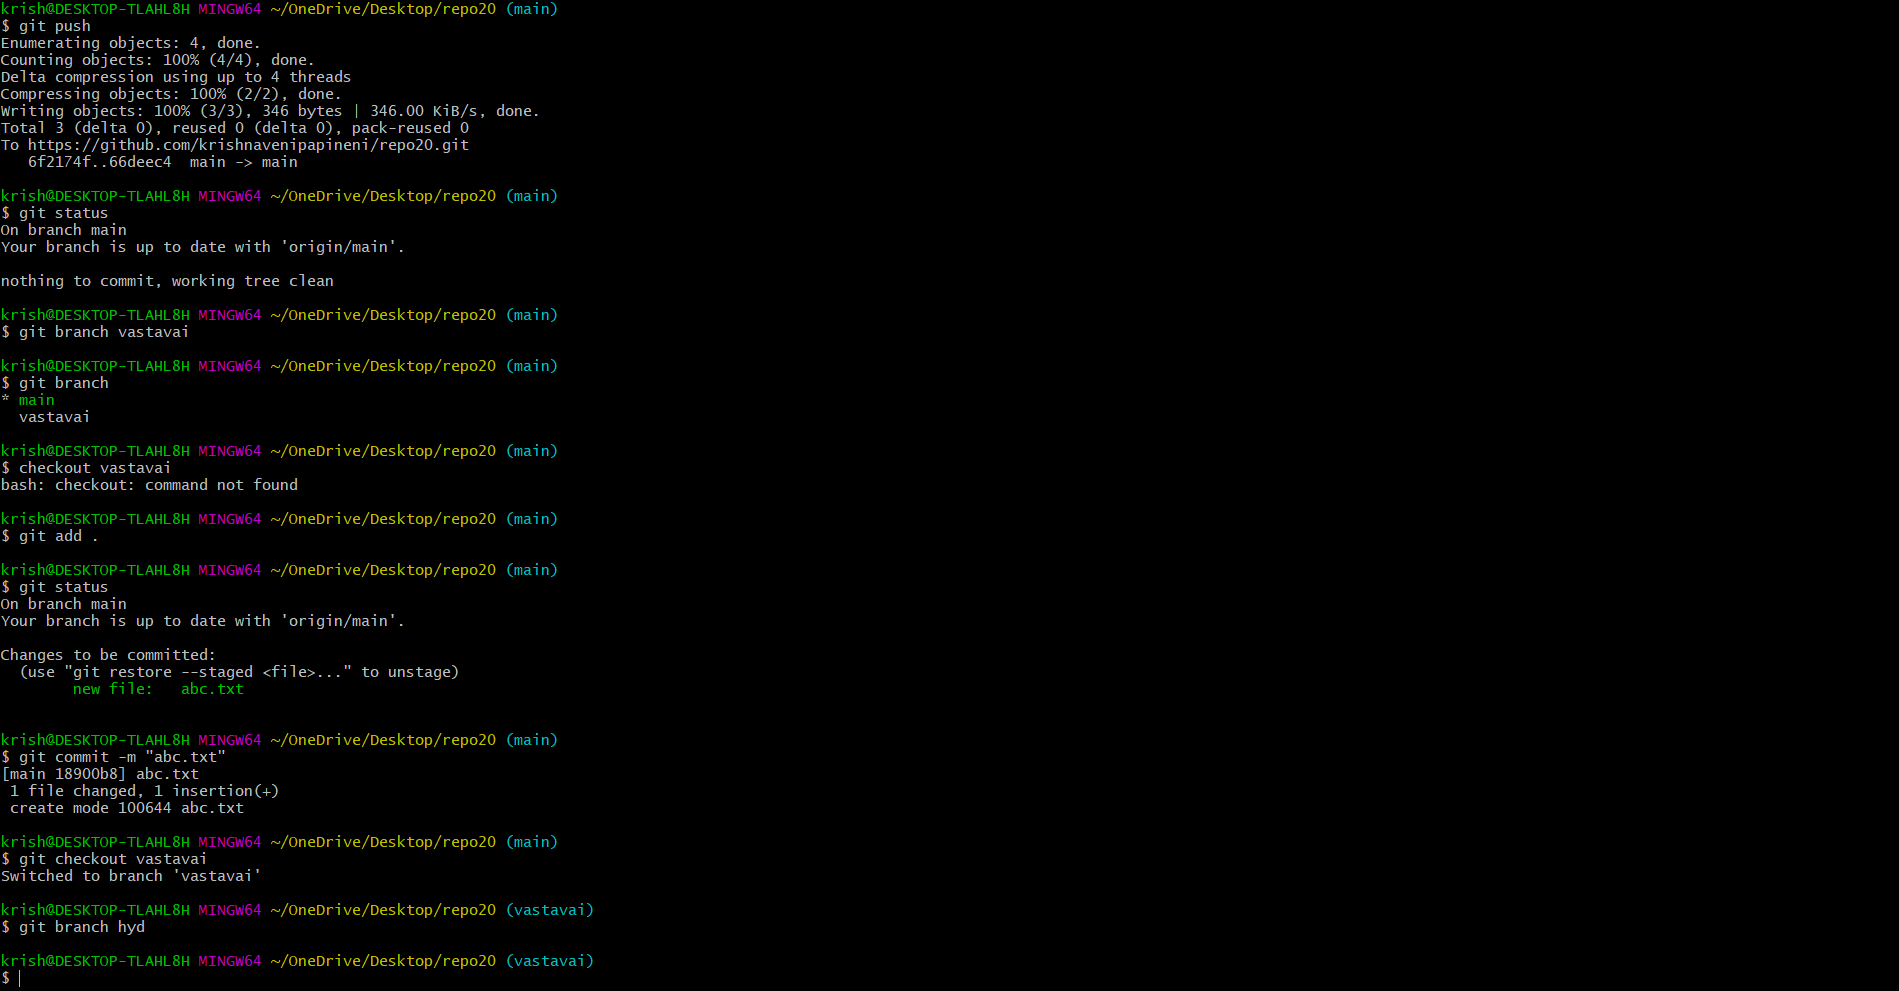 krish@DESKTOP-TLAHL8H MINGW64 ~/OneDrive/Desktop/repo20 (main)
$ git push
Enumerating objects: 4, done.
Counting objects: 100% (4/4), done.
Delta compression using up to 4 threads
Compressing objects: 100% (2/2), done.
Writing objects: 100% (3/3), 346 bytes | 346.00 KiB/s, done.
Total 3 (delta 0), reused 0 (delta 0), pack-reused 0
To https://github.com/krishnavenipapineni/repo20.git
   6f2174f..66deec4  main -> main

krish@DESKTOP-TLAHL8H MINGW64 ~/OneDrive/Desktop/repo20 (main)
$ git status
On branch main
Your branch is up to date with 'origin/main'.

nothing to commit, working tree clean

krish@DESKTOP-TLAHL8H MINGW64 ~/OneDrive/Desktop/repo20 (main)
$ git branch vastavai

krish@DESKTOP-TLAHL8H MINGW64 ~/OneDrive/Desktop/repo20 (main)
$ git branch
* main
  vastavai

krish@DESKTOP-TLAHL8H MINGW64 ~/OneDrive/Desktop/repo20 (main)
$ checkout vastavai
bash: checkout: command not found

krish@DESKTOP-TLAHL8H MINGW64 ~/OneDrive/Desktop/repo20 (main)
$ git add .

krish@DESKTOP-TLAHL8H MINGW64 ~/OneDrive/Desktop/repo20 (main)
$ git status
On branch main
Your branch is up to date with 'origin/main'.

Changes to be committed:
  (use "git restore --staged <file>..." to unstage)
        new file:   abc.txt

krish@DESKTOP-TLAHL8H MINGW64 ~/OneDrive/Desktop/repo20 (main)
$ git commit -m "abc.txt"
[main 18900b8] abc.txt
 1 file changed, 1 insertion(+)
 create mode 100644 abc.txt

krish@DESKTOP-TLAHL8H MINGW64 ~/OneDrive/Desktop/repo20 (main)
$ git checkout vastavai
Switched to branch 'vastavai'

krish@DESKTOP-TLAHL8H MINGW64 ~/OneDrive/Desktop/repo20 (vastavai)
$ git branch hyd

krish@DESKTOP-TLAHL8H MINGW64 ~/OneDrive/Desktop/repo20 (vastavai)
$